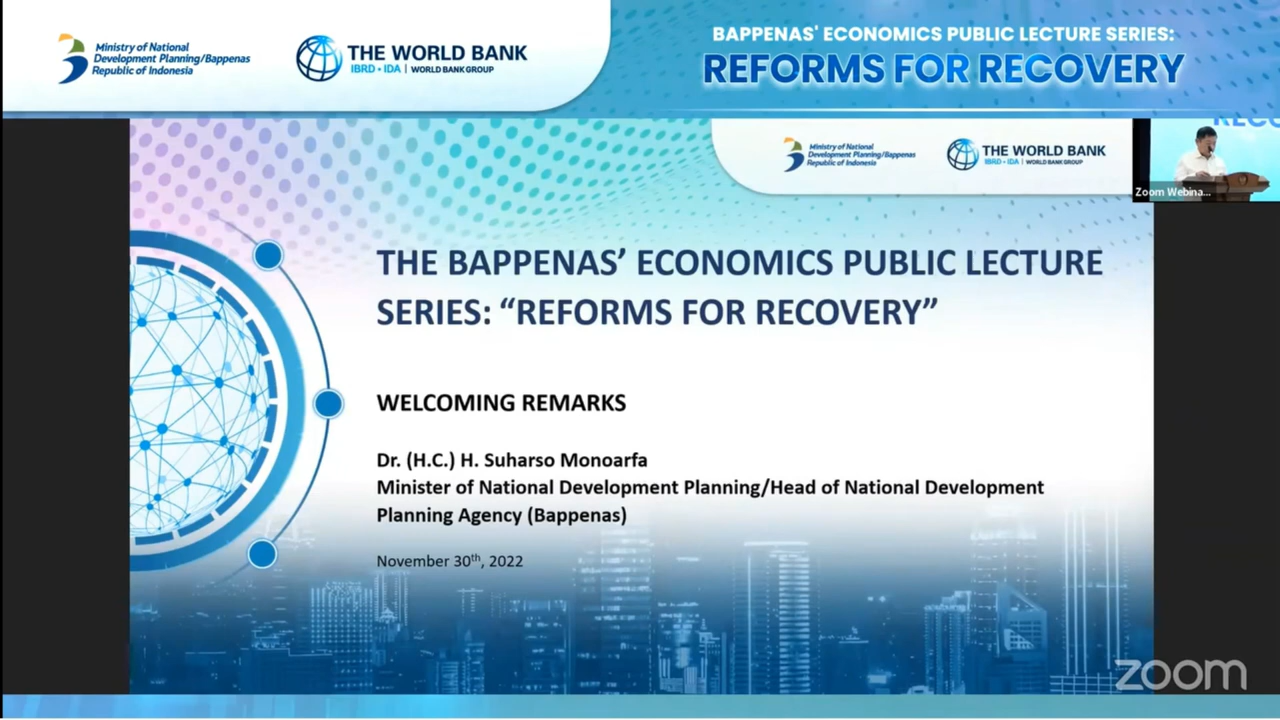 Ministry of National
Development Planning/Bappenas
Republic of Indonesia
THE WORLD BANK
IBRD • IDA | WORLD BANK GROUP
BAPPENAS' ECONOMICS PUBLIC LECTURE SERIES:
REFORMS FOR RECOVERY
Ministry of National
Development Planning/Bappenas
Republic of Indonesia
THE WORLD BANK
IBRD • IDA | WORLD BANK GROUP
Zoom Webina...
THE BAPPENAS’ ECONOMICS PUBLIC LECTURE
SERIES: “REFORMS FOR RECOVERY”
WELCOMING REMARKS
Dr. (H.C.) H. Suharso Monoarfa
Minister of National Development Planning/Head of National Development
Planning Agency (Bappenas)
November 30th, 2022
zoom